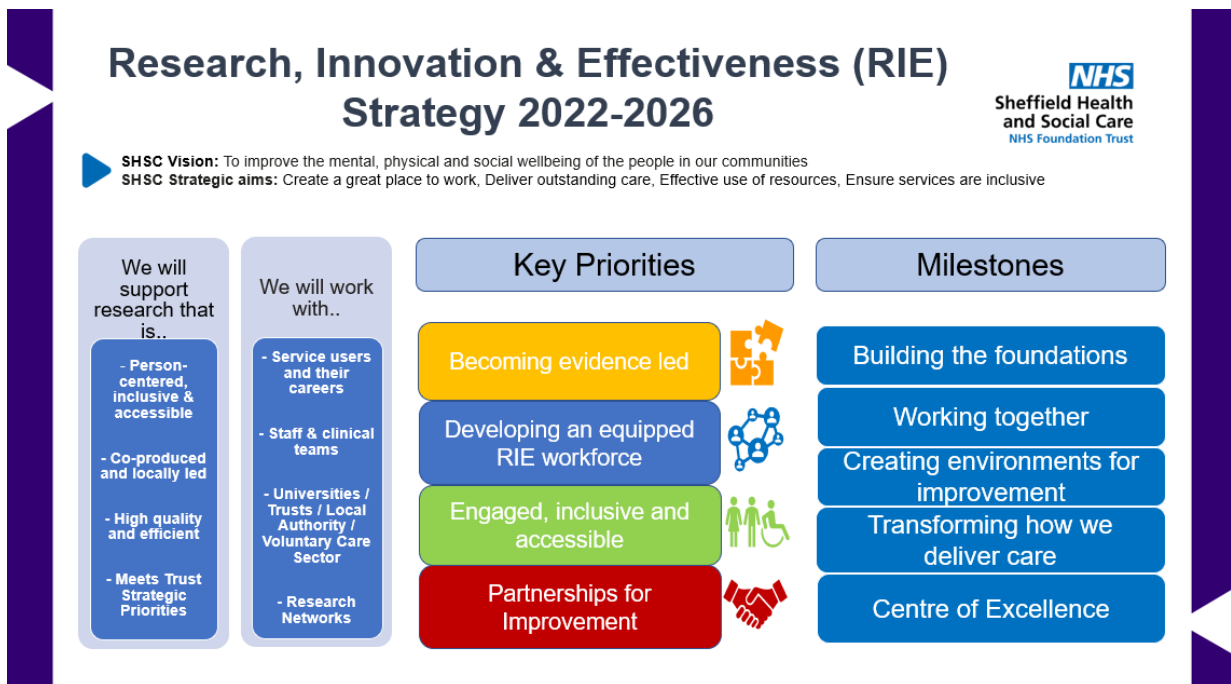 Research, Innovation & Effectiveness (RIE)
Strategy 2022-2026
NHS
Sheffield Health
and Social Care
NHS Foundation Trust
SHSC Vision: To improve the mental, physical and social wellbeing of the people in our communities
SHSC Strategic aims: Create a great place to work, Deliver outstanding care, Effective use of resources, Ensure services are inclusive
We will
support
research that
is..
- Person-
centered,
inclusive &
accessible
- Co-produced
and locally led
- High quality
and efficient
- Meets Trust
Strategic
Priorities
We will work
with..
- Service users
and their
careers
- Staff & clinical
teams
- Universities /
Trusts / Local
Authority /
Voluntary Care
Sector
- Research
Networks
Key Priorities
Becoming evidence led
Developing an equipped
RIE workforce
Engaged, inclusive and
accessible
Partnerships for
Improvement
Milestones
Building the foundations
Working together
Creating environments for
improvement
Transforming how we
deliver care
Centre of Excellence